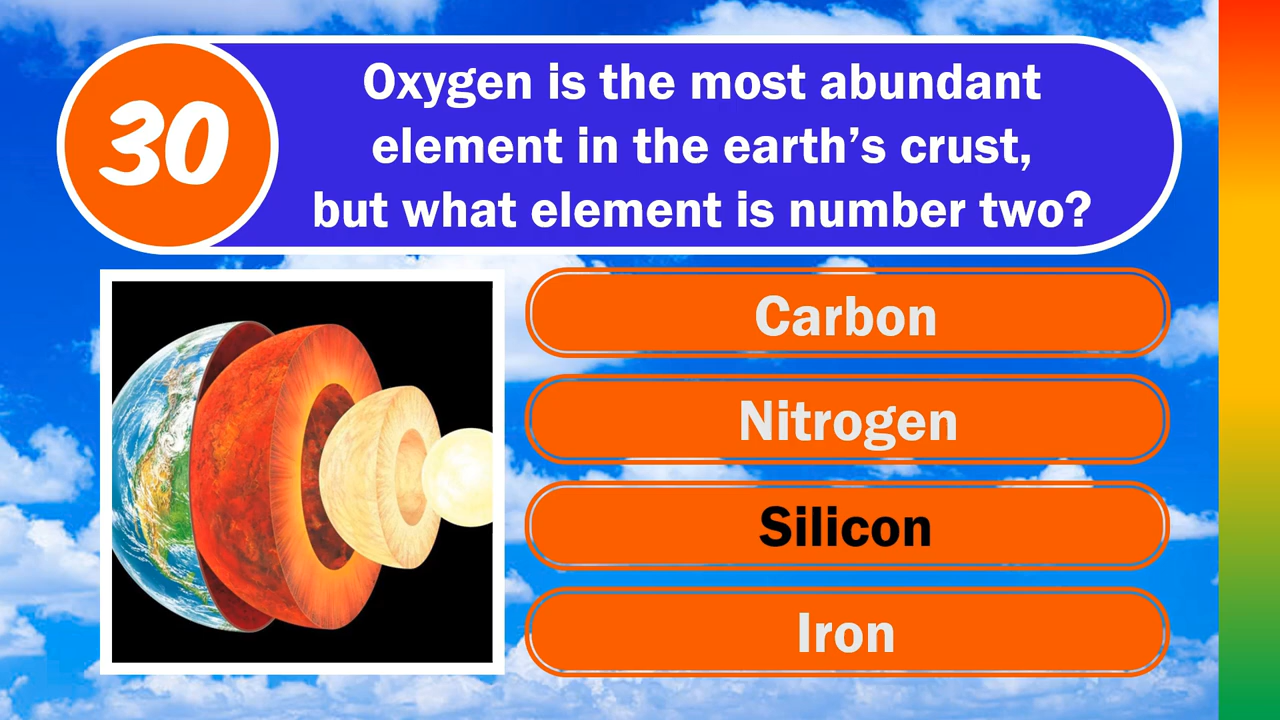 30
Oxygen is the most abundant
element in the earth’s crust,
but what element is number two?
Carbon
Nitrogen
Silicon
Iron